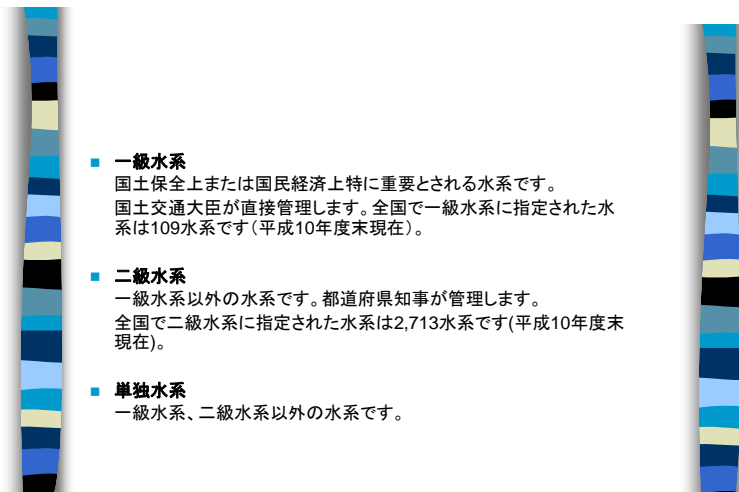 一級水系
国土保全上または国民経済上特に重要とされる水系です。
国土交通大臣が直接管理します。全国で一級水系に指定された水
系は109水系です（平成10年度末現在）。
二級水系
一級水系以外の水系です。都道府県知事が管理します。
全国で二級水系に指定された水系は2,713水系です(平成10年度末
現在)。
単独水系
一級水系、二級水系以外の水系です。